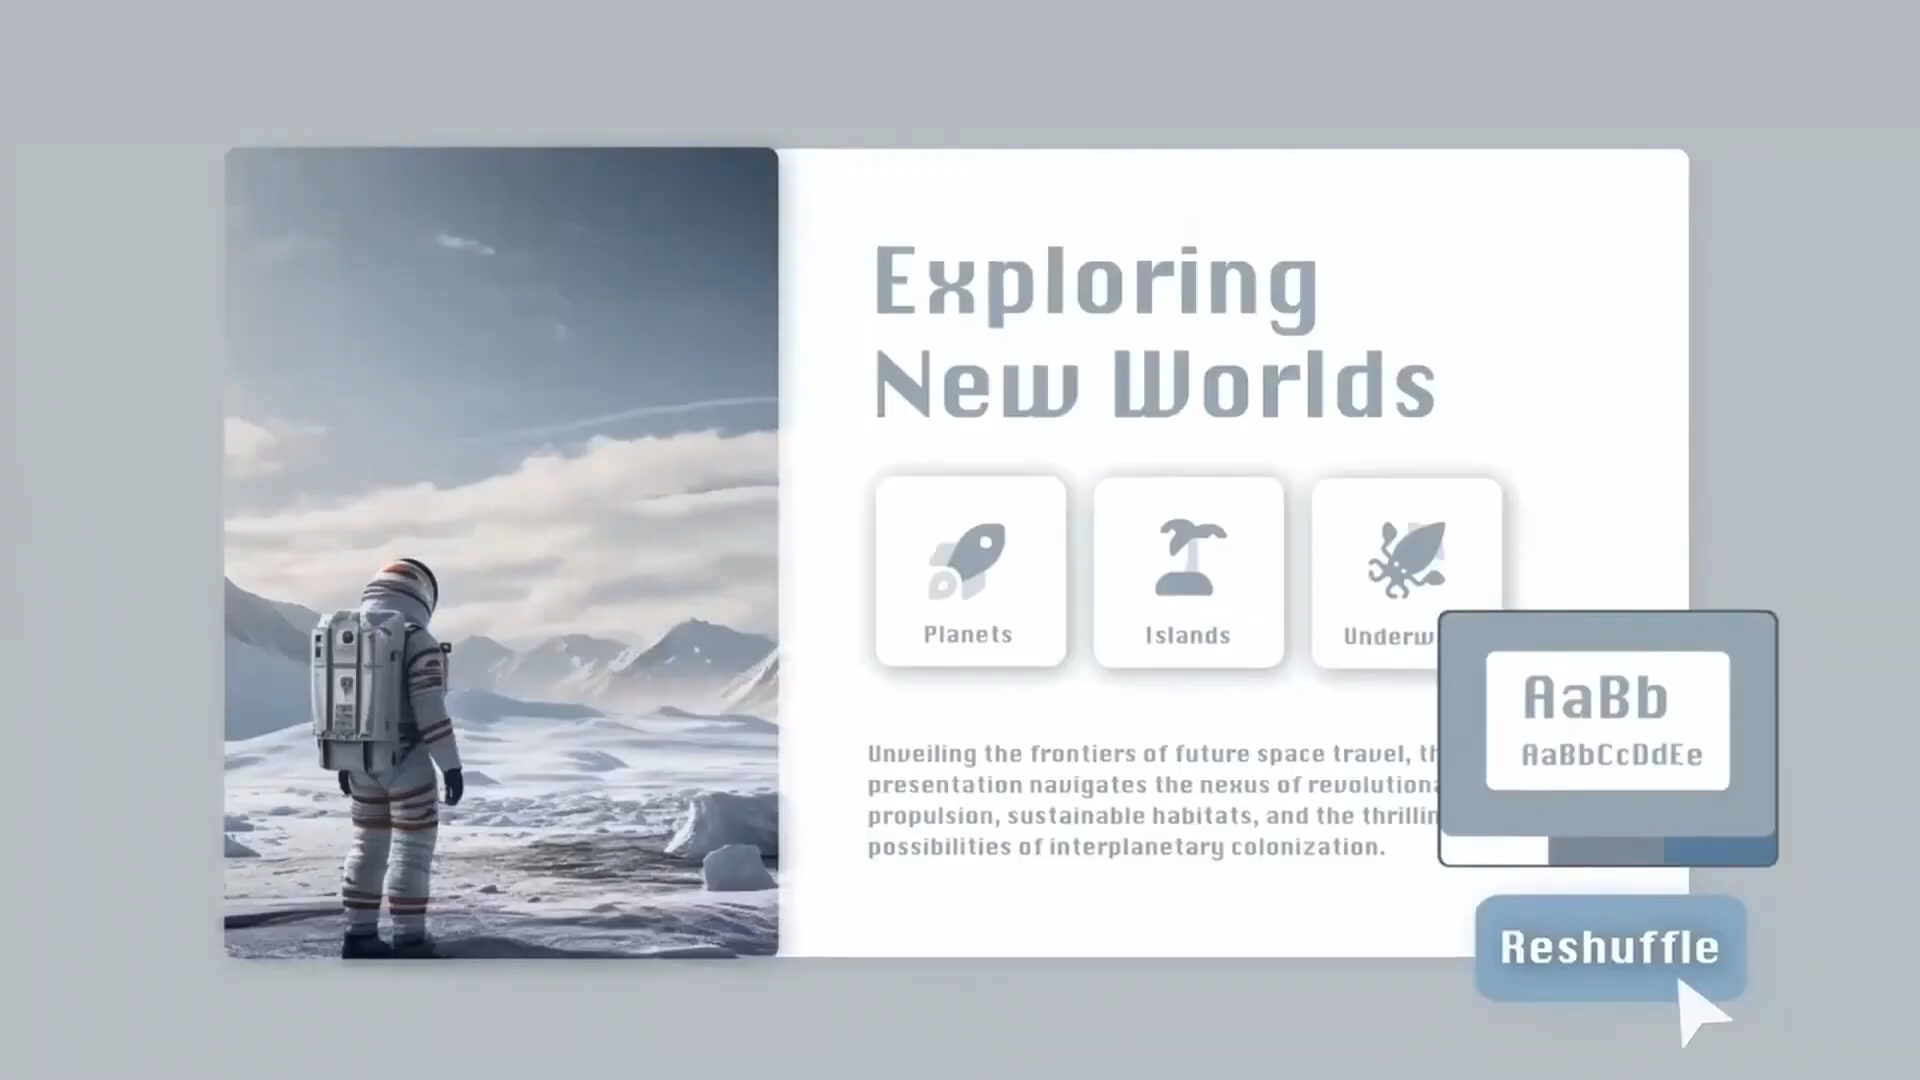 Exploring
New Worlds
Planets
Islands
Underw
Unveiling the frontiers of future space travel, th
presentation navigates the nexus of revolutiona
propulsion, sustainable habitats, and the thrillin
possibilities of interplanetary colonization.
AaBb
AaBbCcDdEe
Reshuffle